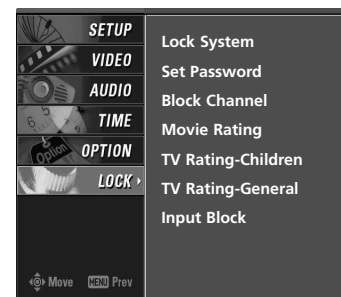 SETUP
VIDEO
AUDIO
TIME
OPTION
LOCK
Move MENU Prev
Lock System
Set Password
Block Channel
Movie Rating
TV Rating-Children
TV Rating-General
Input Block